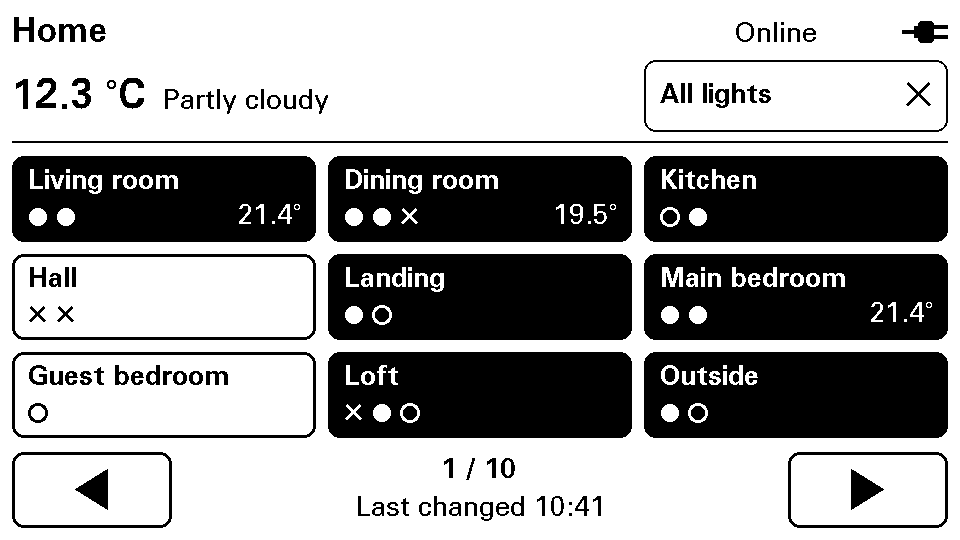 Home
Online
12.3 °C Partly cloudy
All lights
Living room
21.4°
Dining room
19.5°
Kitchen
Hall
Landing
Main bedroom
21.4°
Guest bedroom
Loft
Outside
1 / 10
Last changed 10:41